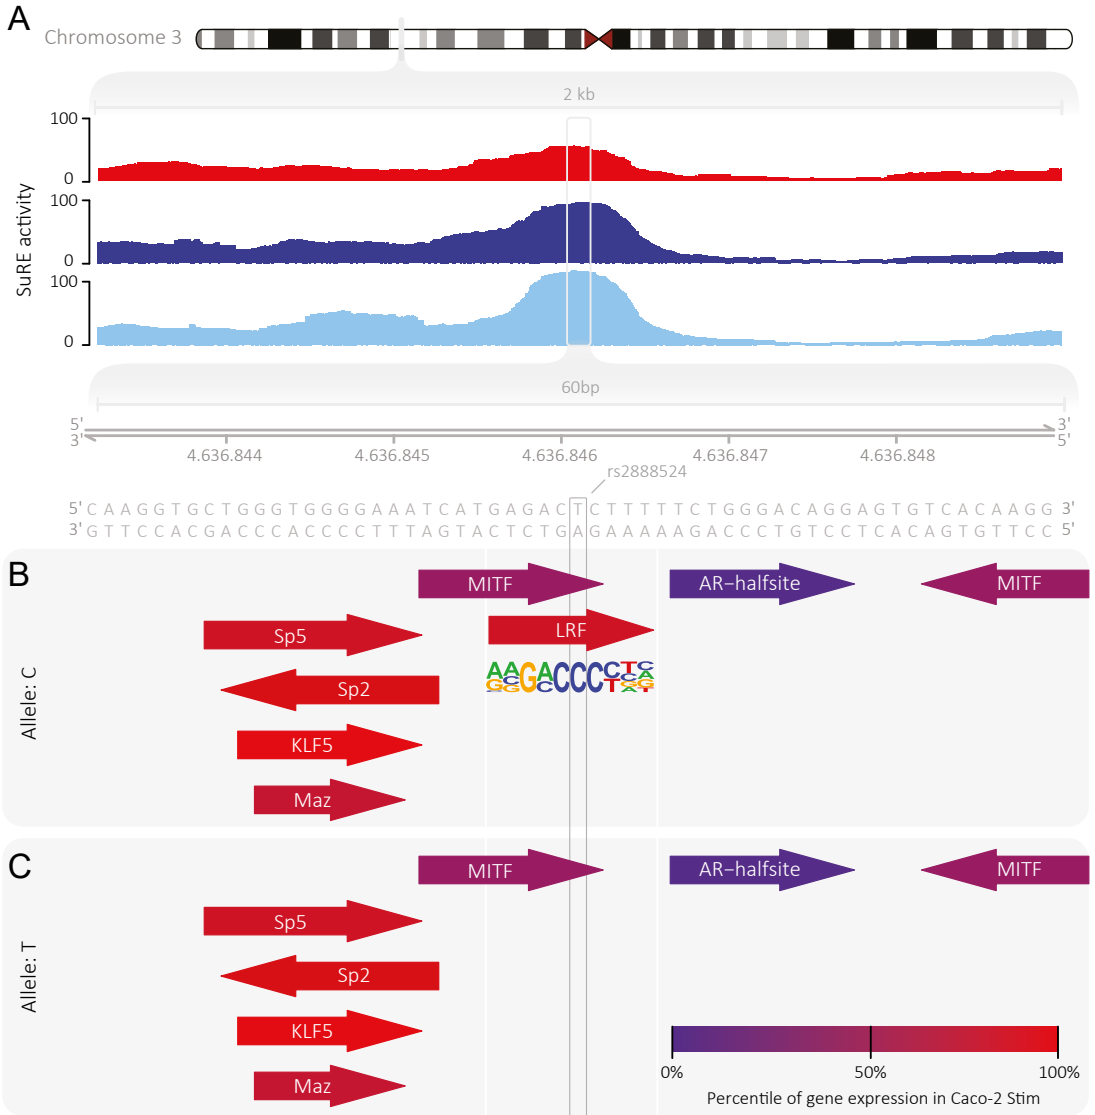 A
Chromosome 3
2 kb
100
0
100
0
100
0
SuRE activity
60bp
5' 3'
3' 5'
4.636.844 4.636.845 4.636.846 4.636.847 4.636.848
rs2888524
5' C A A G G T G C T G G G T G G G G A A A T C A T G A G A C T C T T T T T C T G G G A C A G G A G T G T C A C A A G G 3'
3' G T T C C A C G A C C C A C C C C T T T A G T A C T C T G A G A A A A A G A C C C T G T C C T C A C A G T G T T C C 5'
B
Allele: C
MITF AR–halfsite MITF
Sp5 LRF
Sp2
KLF5
Maz
C
Allele: T
MITF AR–halfsite MITF
Sp5
Sp2
KLF5
Maz
0% 50% 100%
Percentile of gene expression in Caco-2 Stim